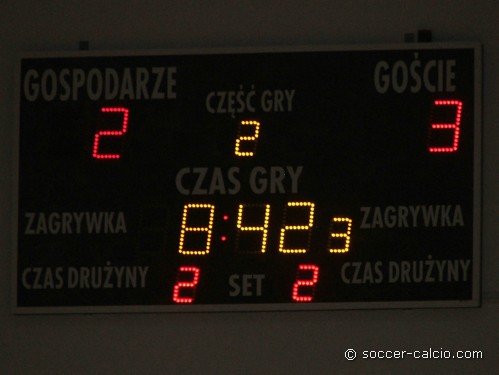 GOSPODARZE GOŚCIE
CZĘŚĆ GRY
2 2 3
CZAS GRY
ZAGRYWKA 8:42 3 ZAGRYWKA
CZAS DRUŻYNY 2 SET 2 CZAS DRUŻYNY
© soccer-calcio.com